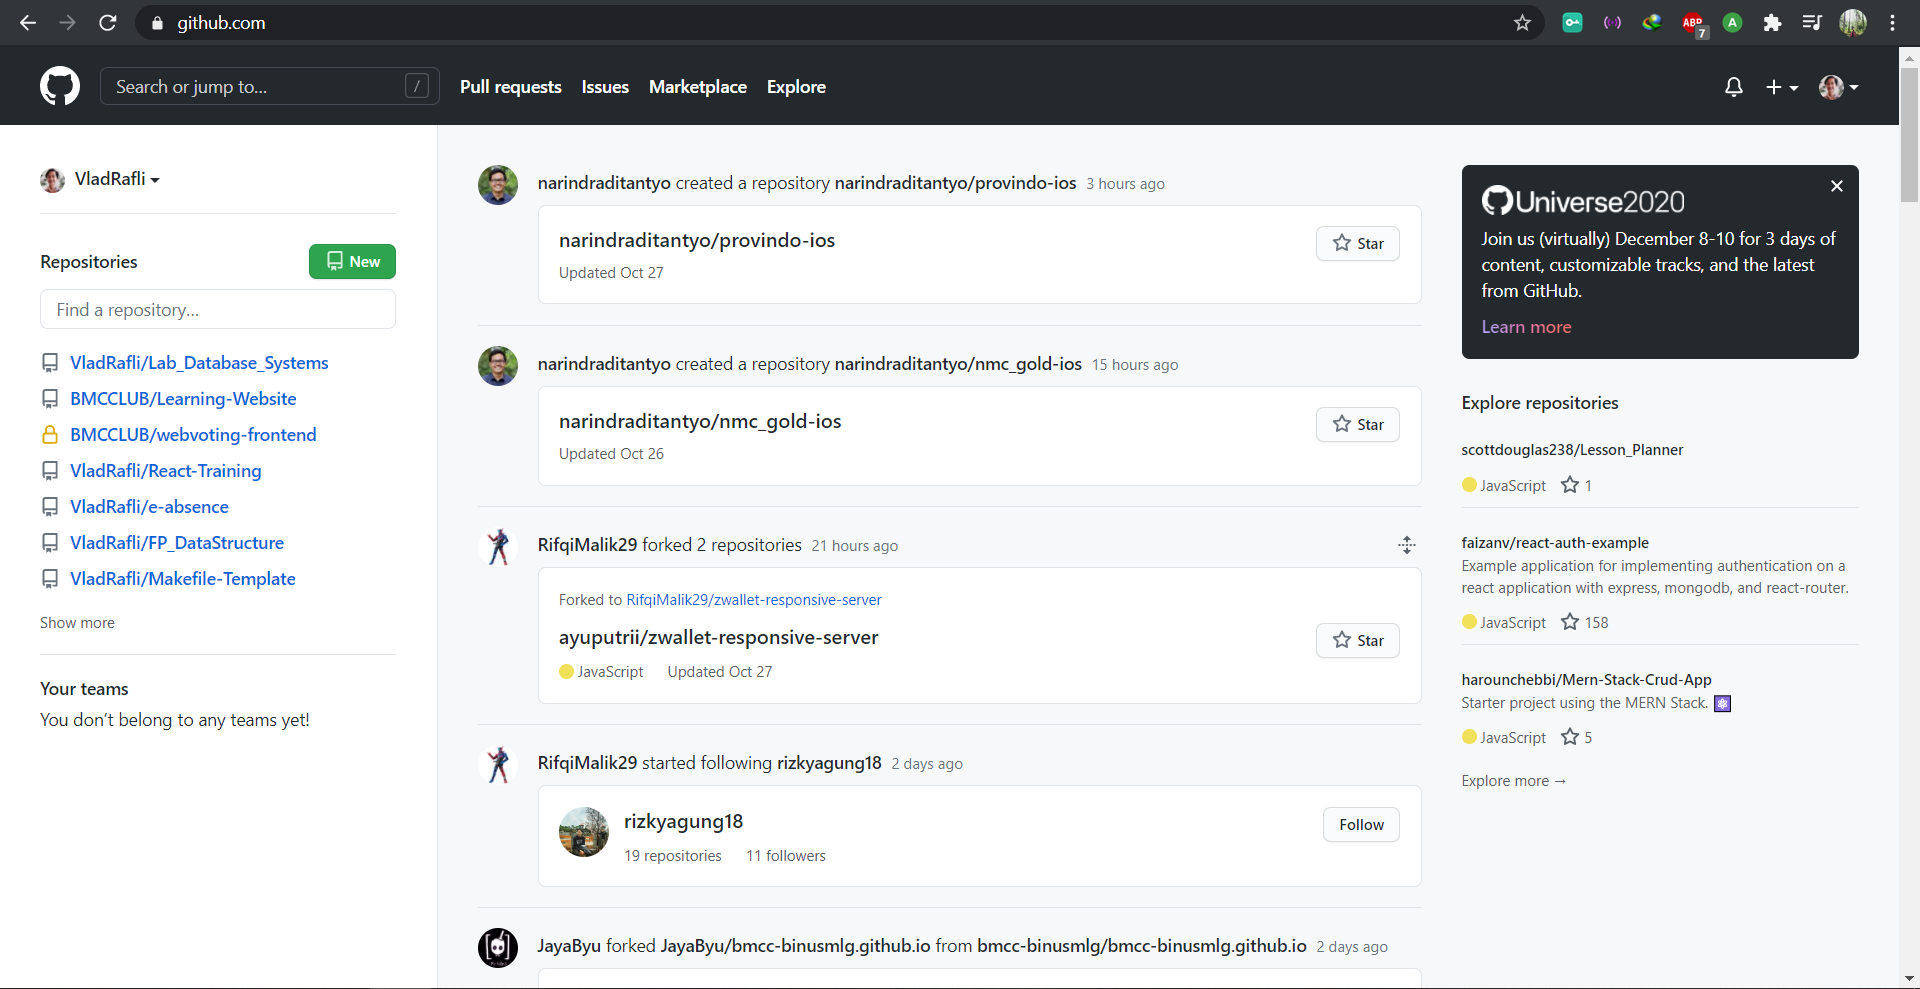 github.com
ABP
7
A
Search or jump to...
/
Pull requests
Issues
Marketplace
Explore
VladRafli
Repositories
New
Find a repository...
VladRafli/Lab_Database_Systems
BMCCLUB/Learning-Website
BMCCLUB/webvoting-frontend
VladRafli/React-Training
VladRafli/e-absence
VladRafli/FP_DataStructure
VladRafli/Makefile-Template
Show more
Your teams
You don’t belong to any teams yet!
narindraditantyo created a repository narindraditantyo/provindo-ios 3 hours ago
narindraditantyo/provindo-ios
Star
Updated Oct 27
narindraditantyo created a repository narindraditantyo/nmc_gold-ios 15 hours ago
narindraditantyo/nmc_gold-ios
Star
Updated Oct 26
RifqiMalik29 forked 2 repositories 21 hours ago
Forked to RifqiMalik29/zwallet-responsive-server
ayuputrii/zwallet-responsive-server
Star
JavaScript Updated Oct 27
RifqiMalik29 started following rizkyagung18 2 days ago
rizkyagung18
Follow
19 repositories 11 followers
JayaByu forked JayaByu/bmcc-binusmlg.github.io from bmcc-binusmlg/bmcc-binusmlg.github.io 2 days ago
Universe2020
Join us (virtually) December 8-10 for 3 days of
content, customizable tracks, and the latest
from GitHub.
Learn more
Explore repositories
scottdouglas238/Lesson_Planner
JavaScript 1
faizanv/react-auth-example
Example application for implementing authentication on a
react application with express, mongodb, and react-router.
JavaScript 158
harounchebbi/Mern-Stack-Crud-App
Starter project using the MERN Stack. ⚛
JavaScript 5
Explore more →